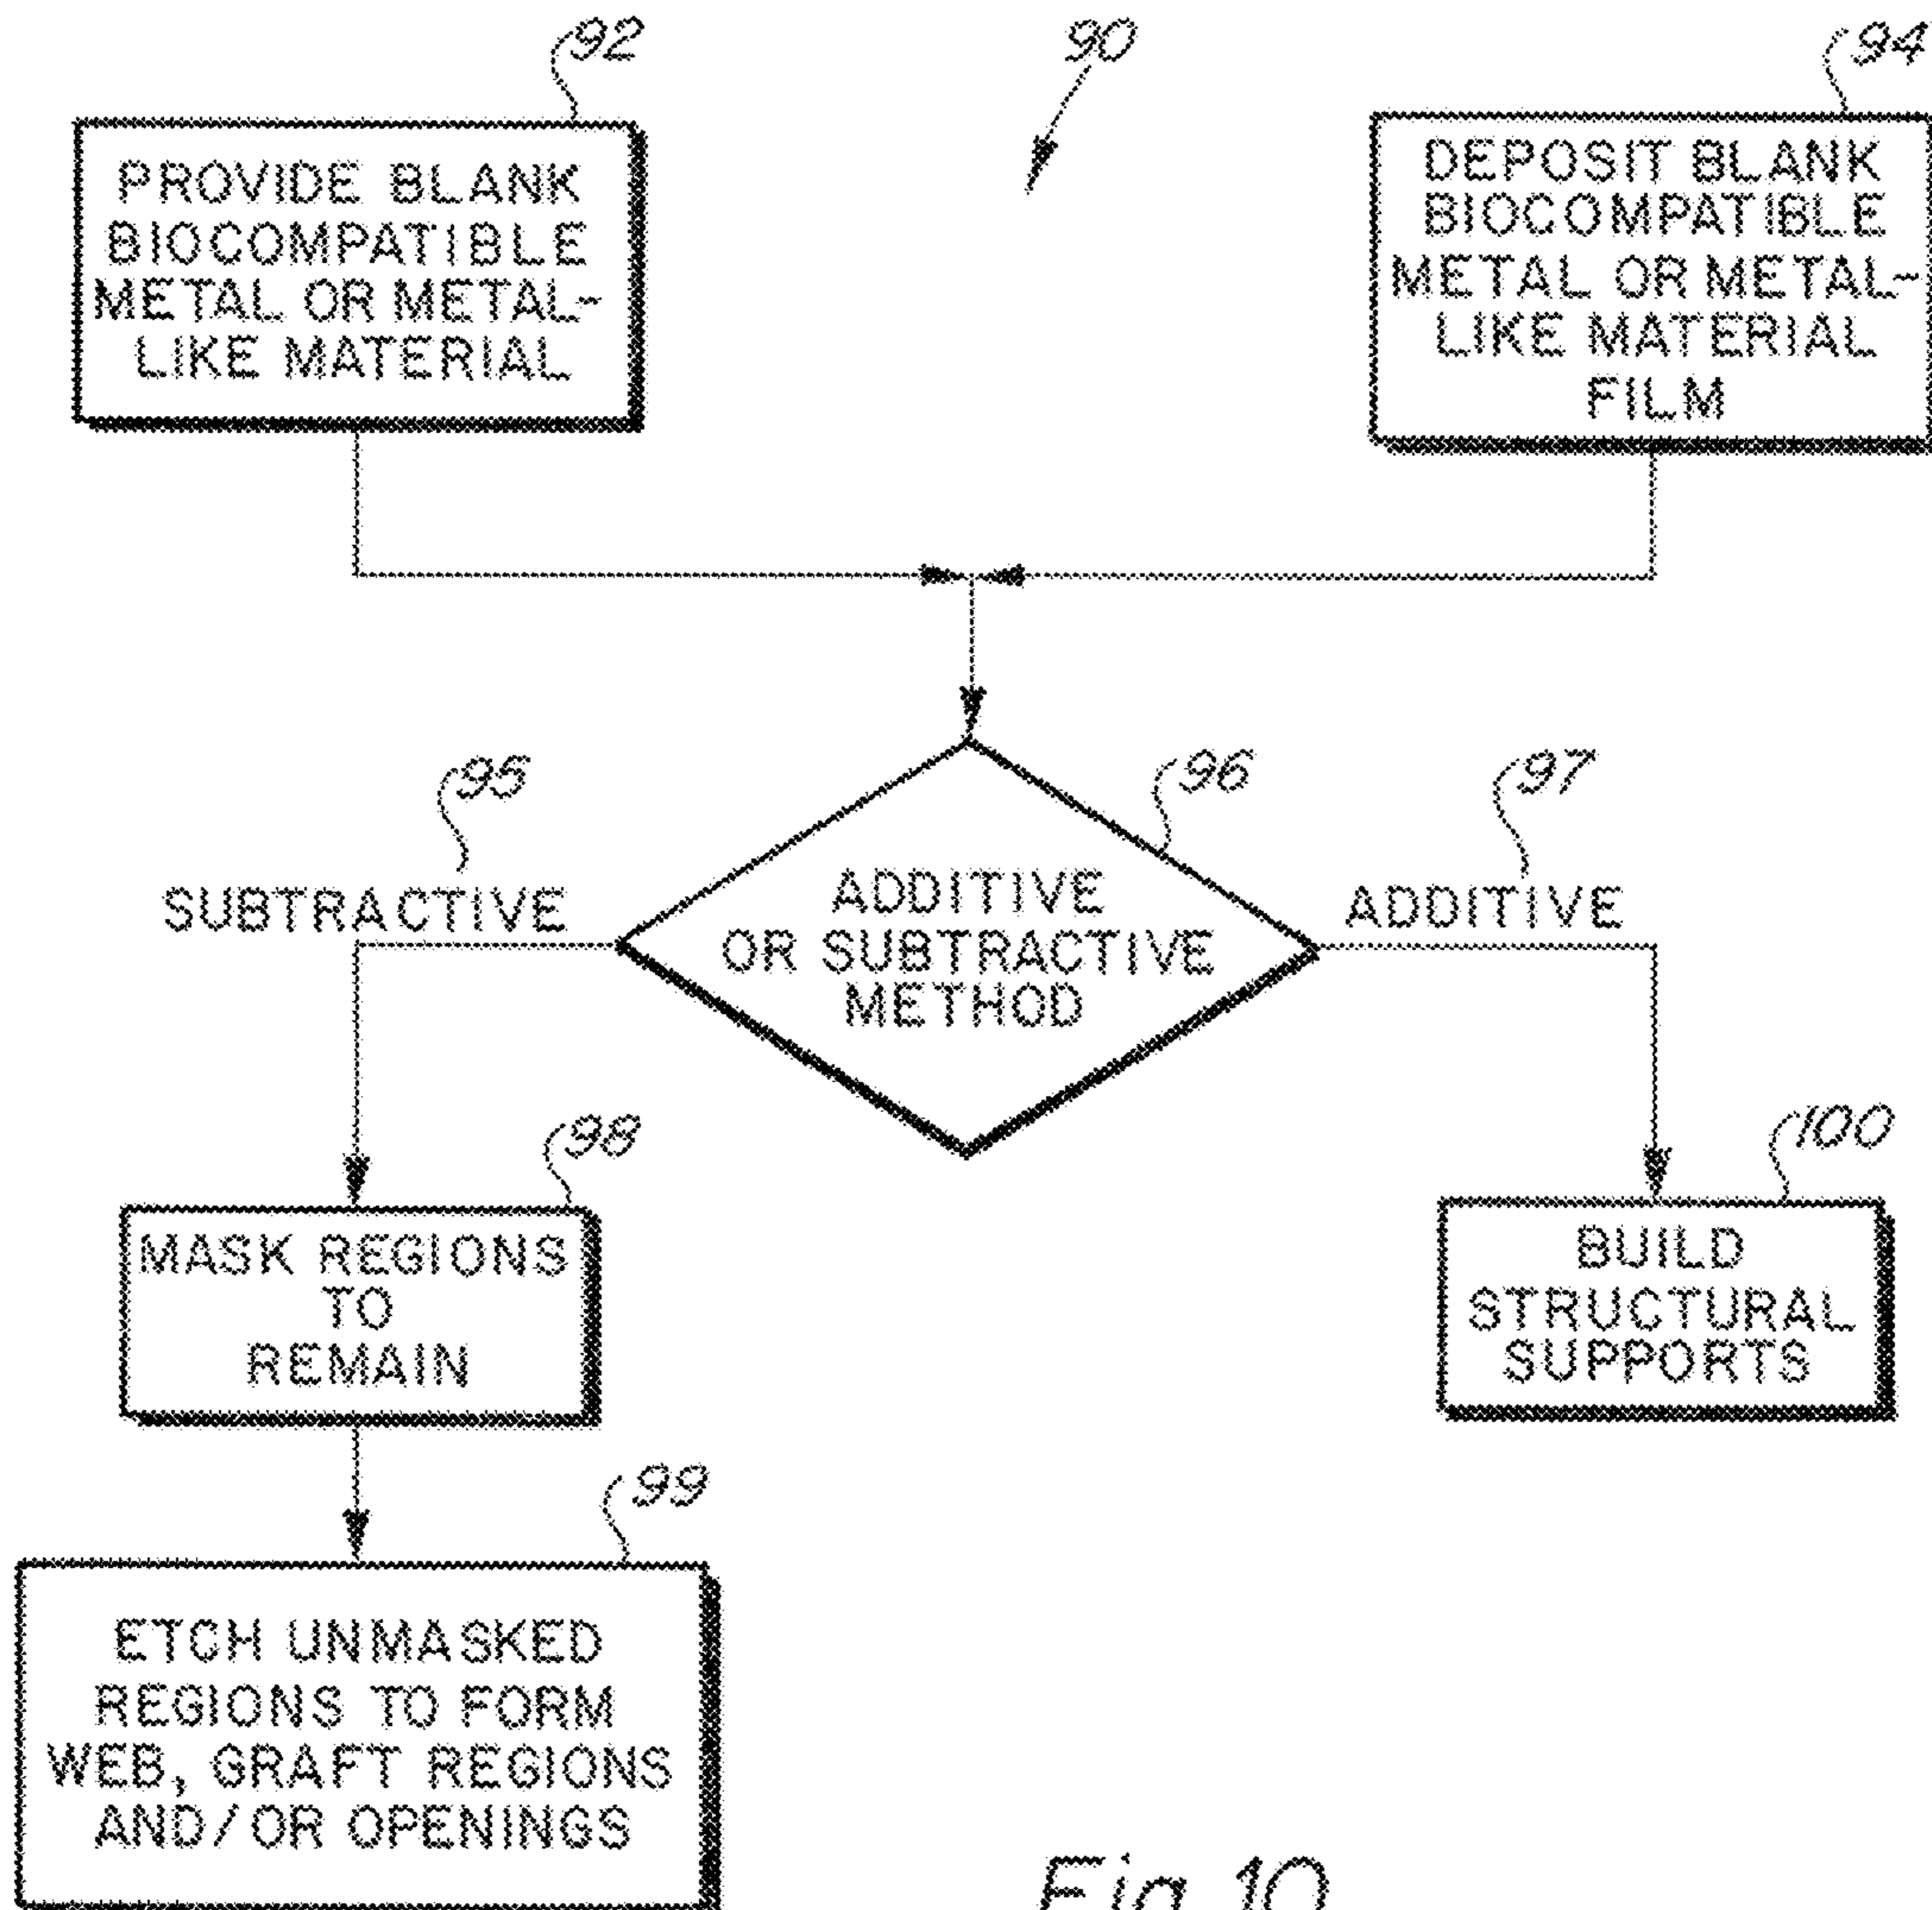 92
90
94
PROVIDE BLANK
BIOCOMPATIBLE
METAL OR METAL-
LIKE MATERIAL
DEPOSIT BLANK
BIOCOMPATIBLE
METAL OR METAL-
LIKE MATERIAL
FILM
95
96
97
SUBTRACTIVE
ADDITIVE
OR SUBTRACTIVE
METHOD
ADDITIVE
98
100
MASK REGIONS
TO
REMAIN
BUILD
STRUCTURAL
SUPPORTS
99
ETCH UNMASKED
REGIONS TO FORM
WEB, GRAFT REGIONS
AND/OR OPENINGS
Fig. 10